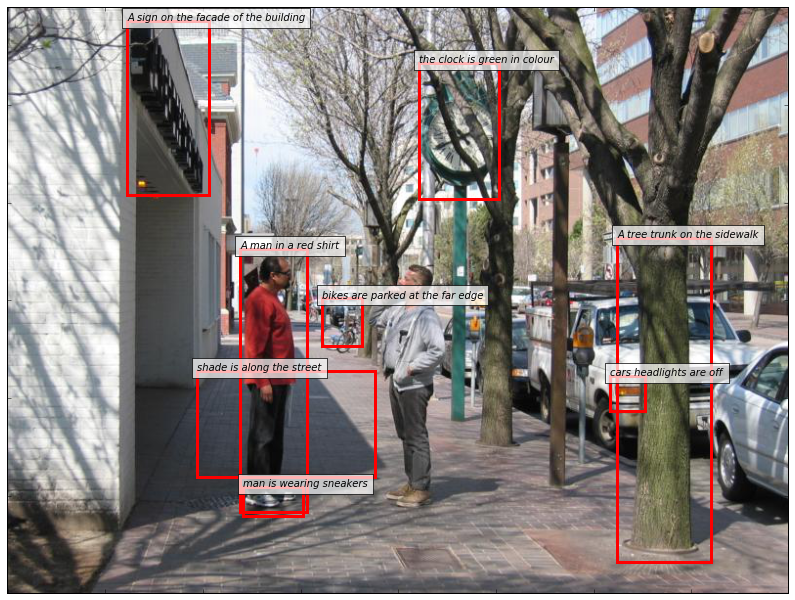 A sign on the facade of the building
the clock is green in colour
A tree trunk on the sidewalk
A man in a red shirt
bikes are parked at the far edge
shade is along the street
cars headlights are off
man is wearing sneakers